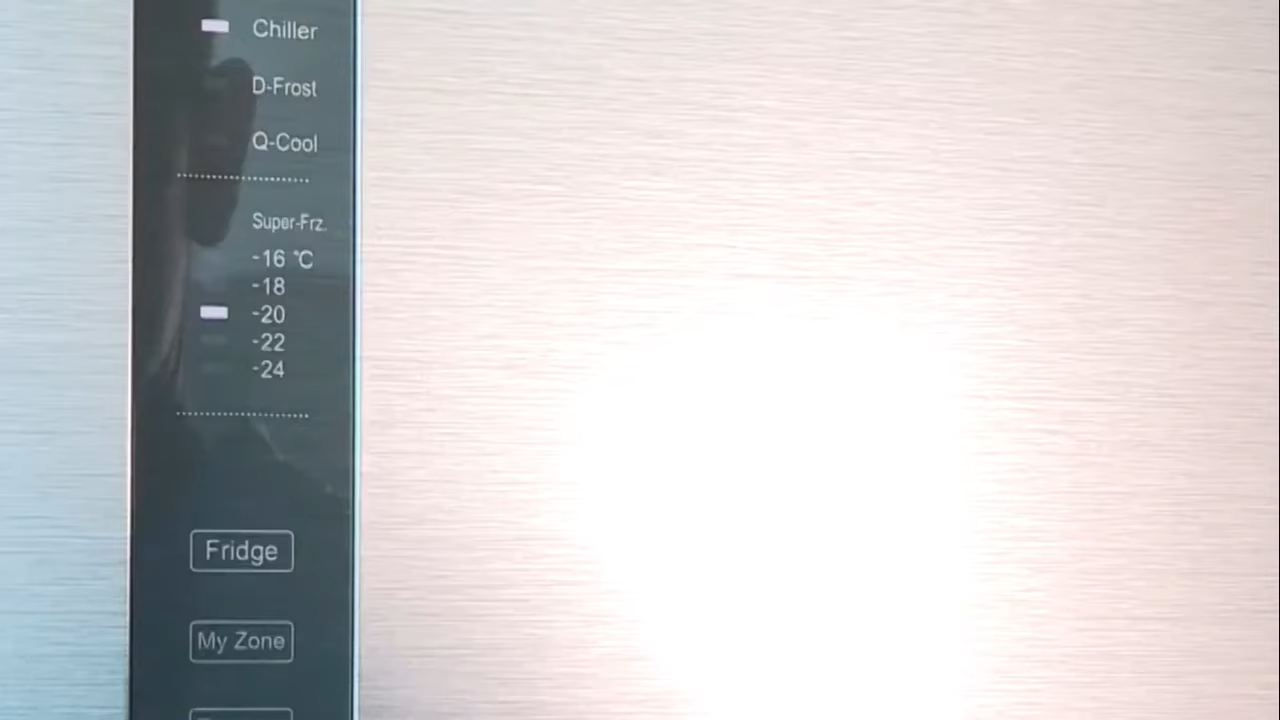 Chiller
D-Frost
Q-Cool
Super-Frz.
-16 °C
-18
-20
-22
-24
Fridge
My Zone